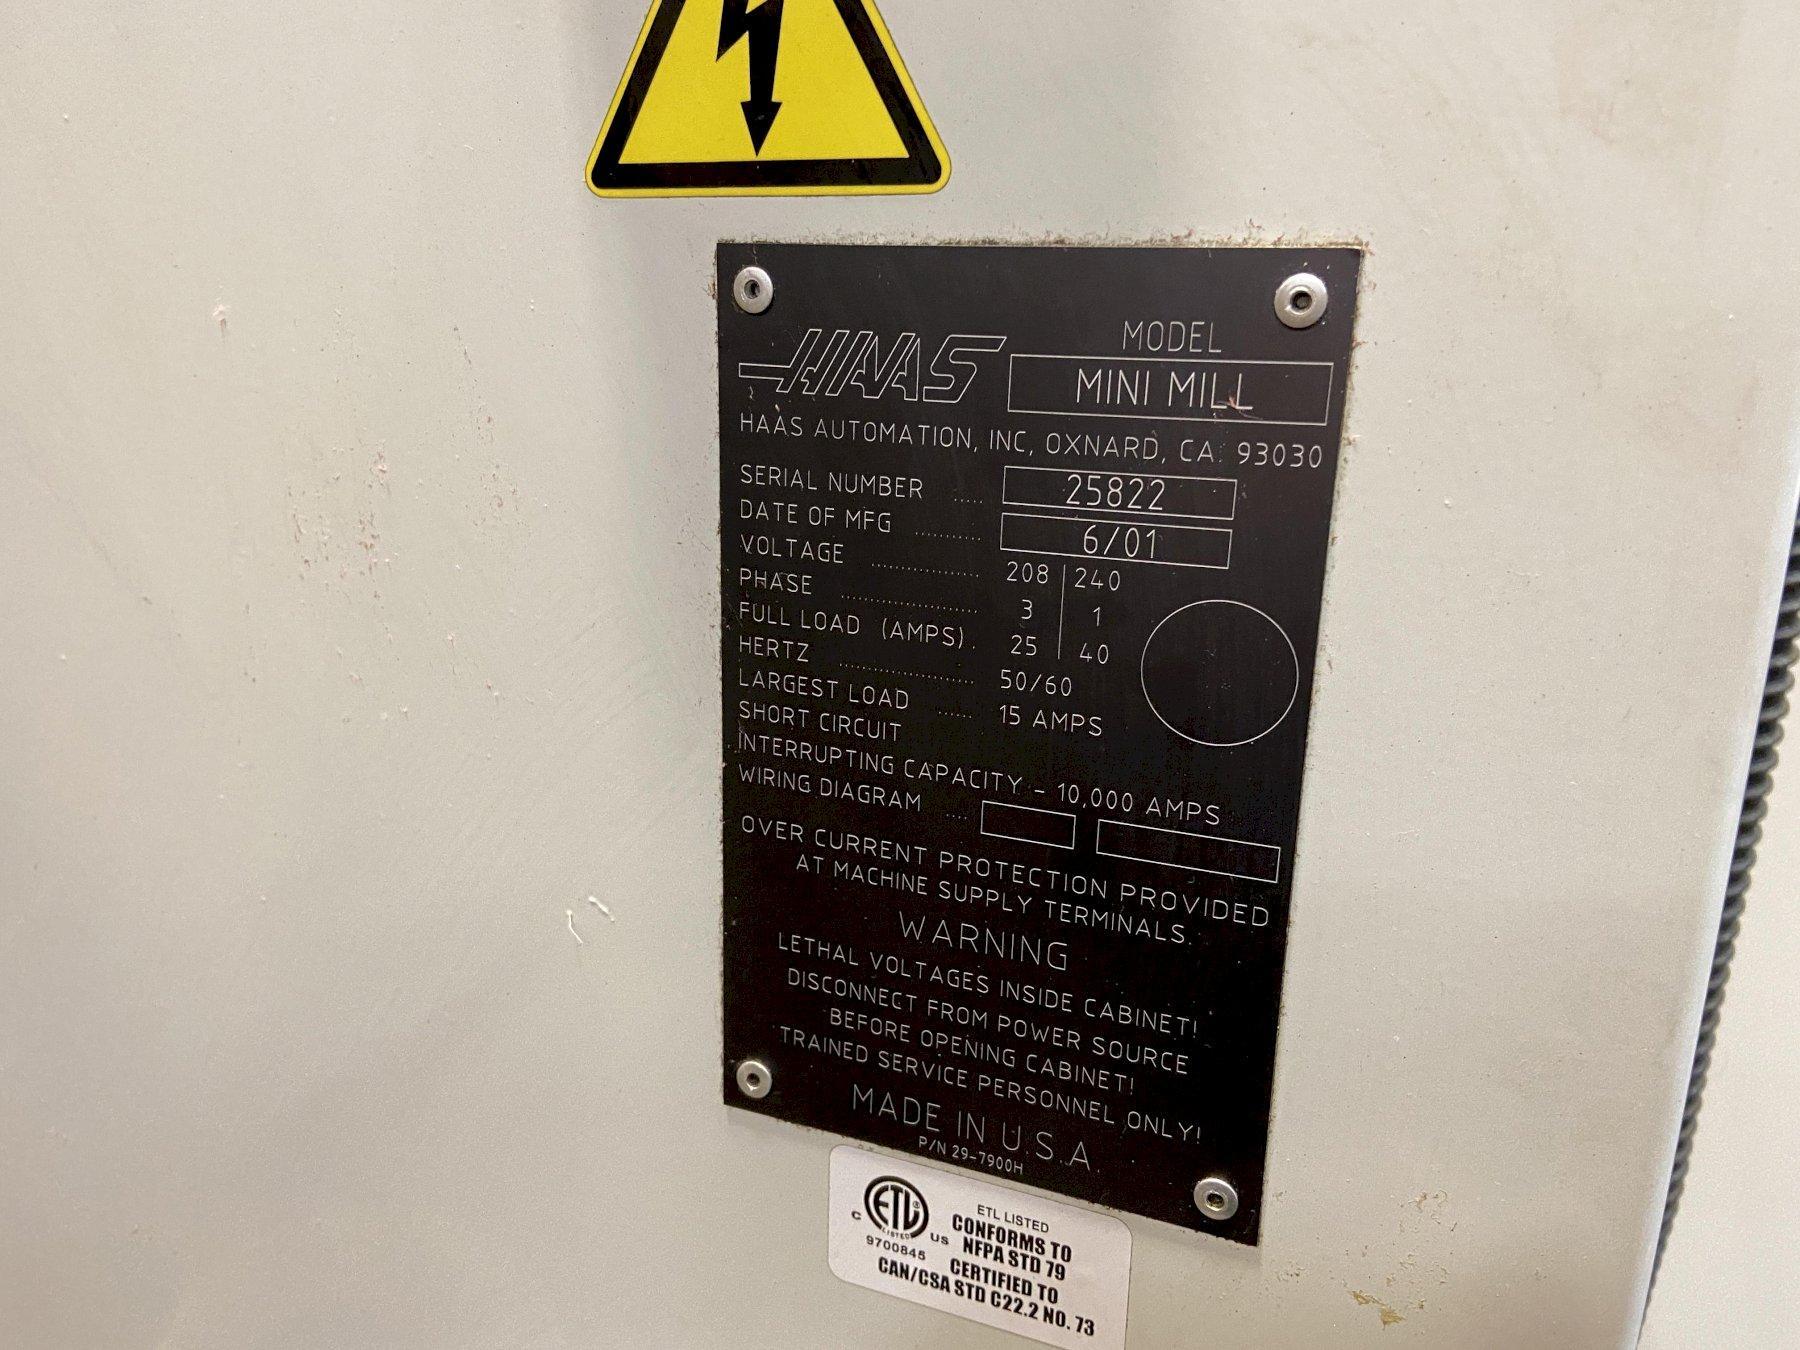 HAAS
MODEL
MINI MILL
HAAS AUTOMATION, INC, OXNARD, CA. 93030
SERIAL NUMBER ..... 25822
DATE OF MFG ........... 6/01
VOLTAGE .................. 208 | 240
PHASE ...................... 3 | 1
FULL LOAD (AMPS). 25 | 40
HERTZ ...................... 50/60
LARGEST LOAD ...... 15 AMPS
SHORT CIRCUIT
INTERRUPTING CAPACITY - 10,000 AMPS
WIRING DIAGRAM ....
OVER CURRENT PROTECTION PROVIDED
AT MACHINE SUPPLY TERMINALS.
WARNING
LETHAL VOLTAGES INSIDE CABINET!
DISCONNECT FROM POWER SOURCE
BEFORE OPENING CABINET!
TRAINED SERVICE PERSONNEL ONLY!
MADE IN U.S.A.
P/N 29-7900H
C ETL LISTED US
9700845
ETL LISTED
CONFORMS TO
NFPA STD 79
CERTIFIED TO
CAN/CSA STD C22.2 NO. 73